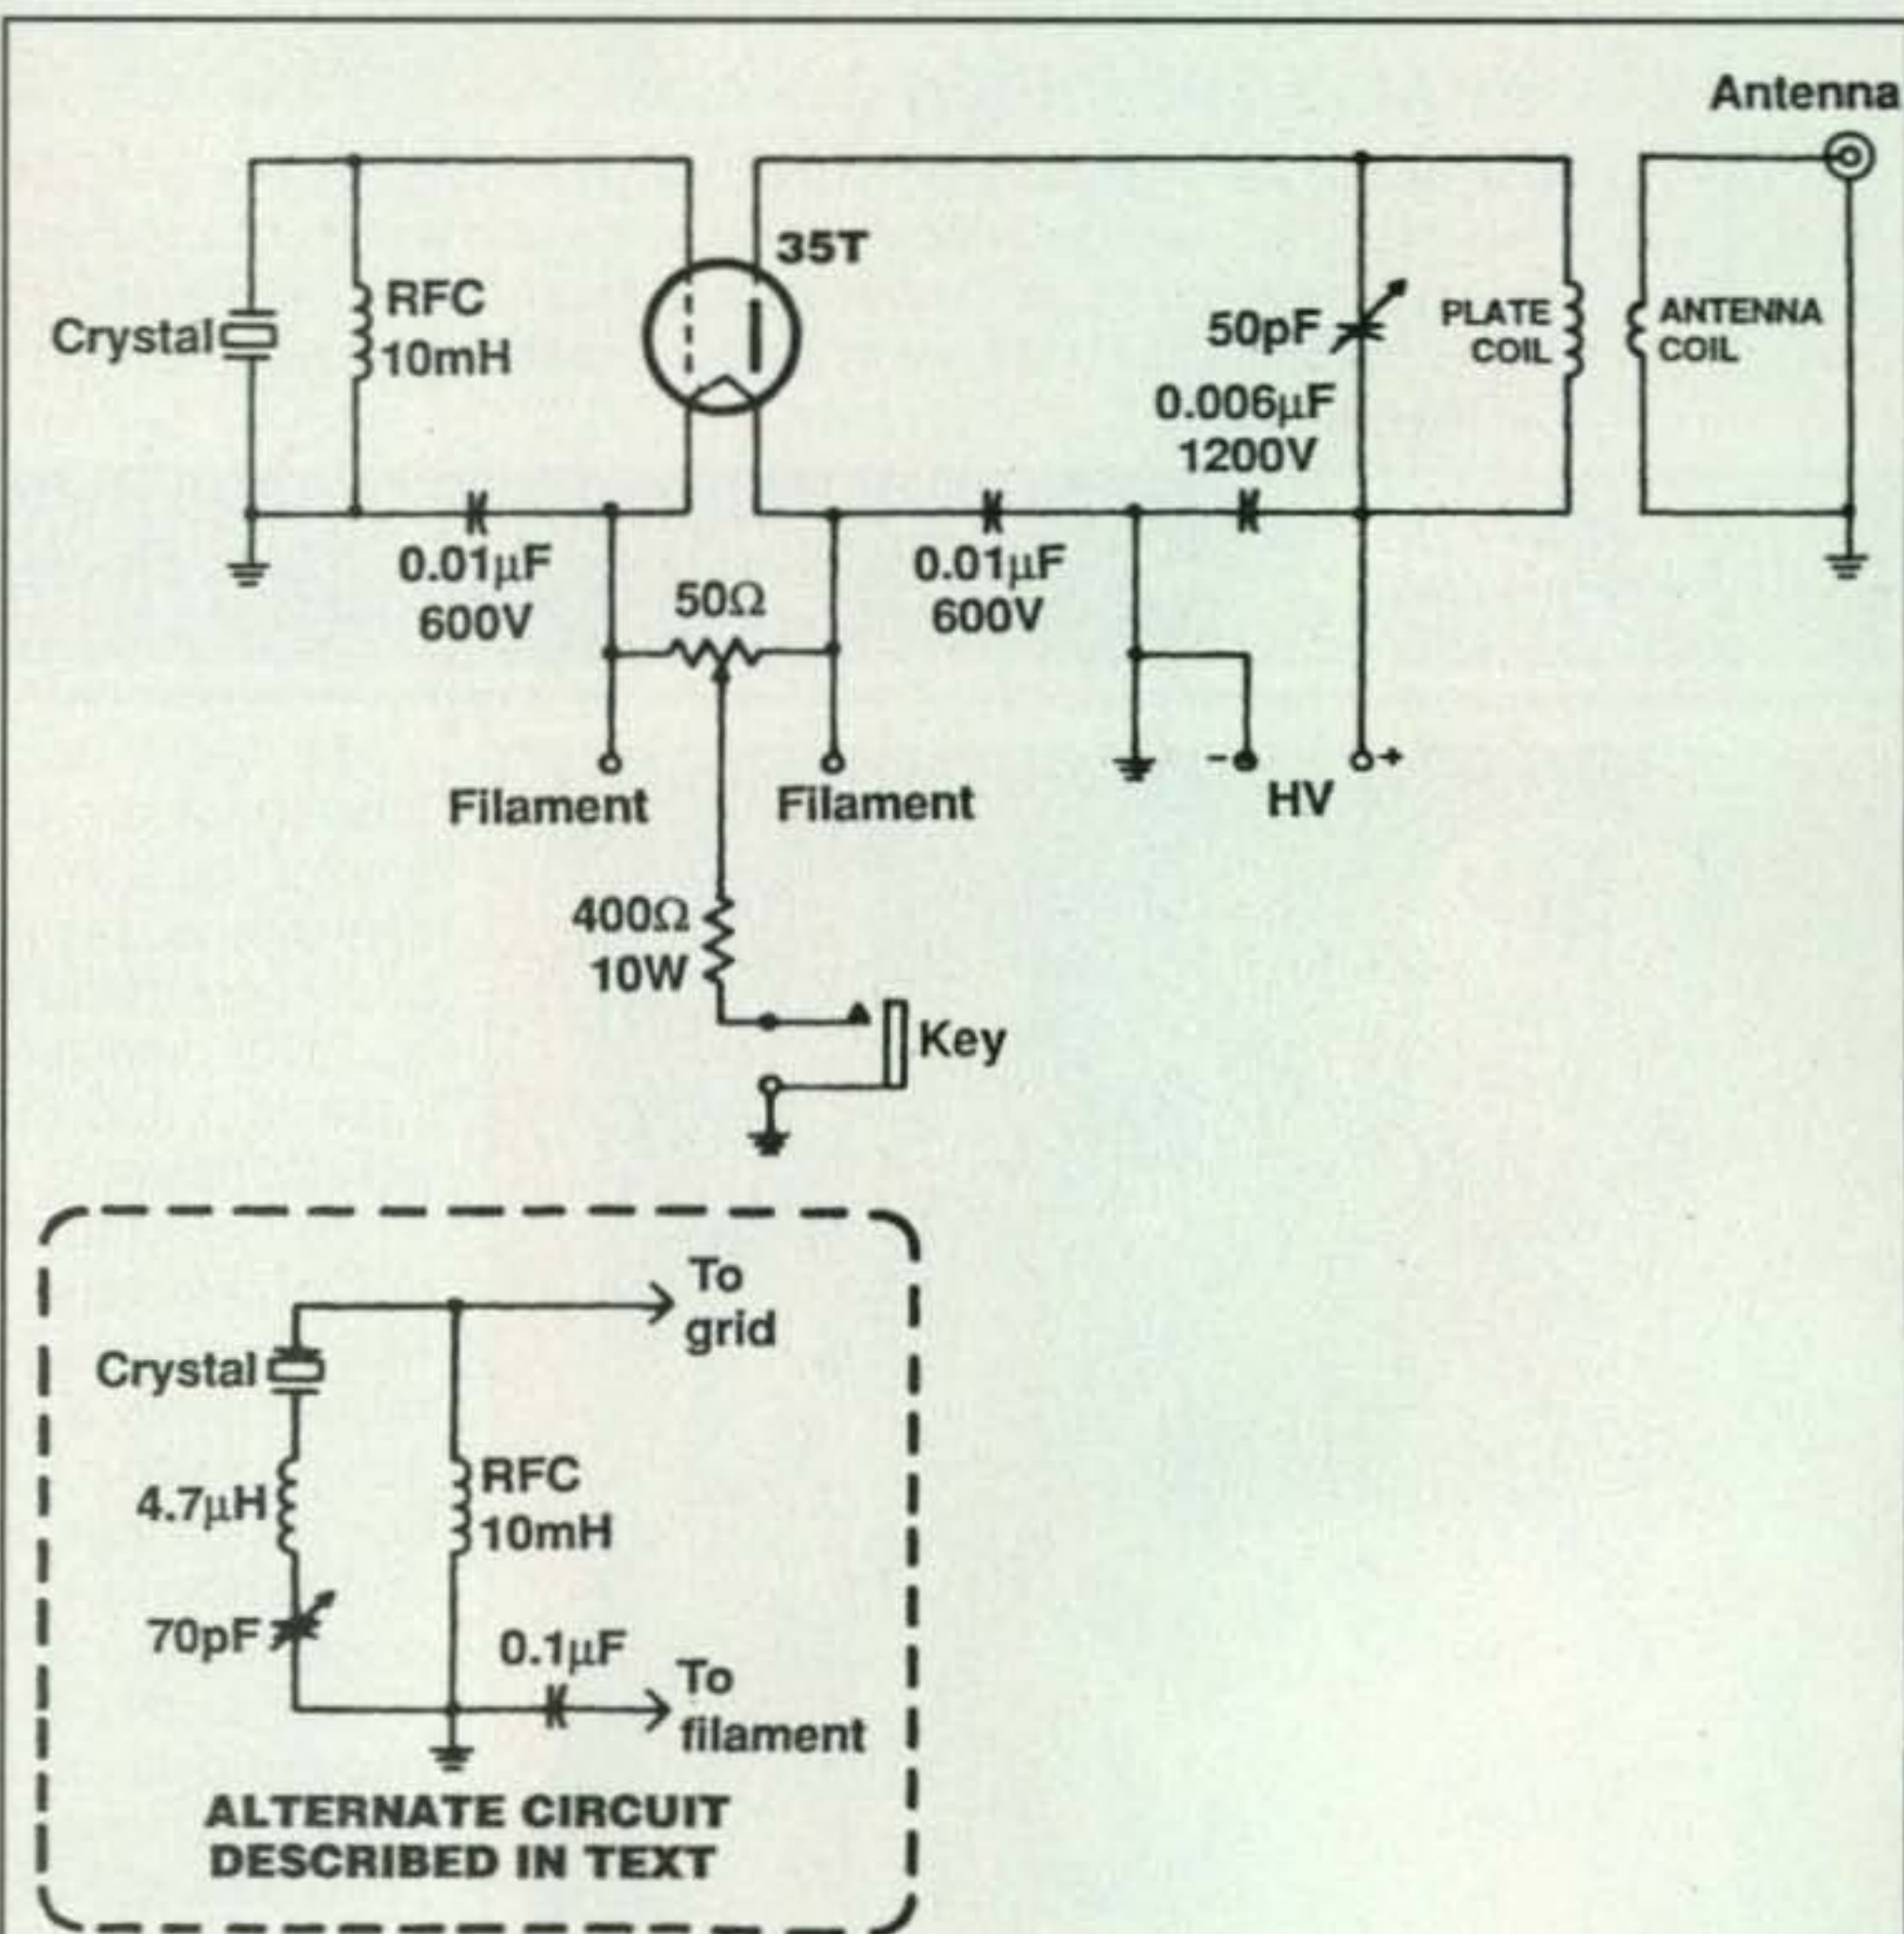 Antenna
35T
Crystal
RFC
10mH
50pF
PLATE
COIL
ANTENNA
COIL
0.006μF
1200V
0.01μF
600V
50Ω
0.01μF
600V
Filament
Filament
-
HV
+
400Ω
10W
Key
To
grid
Crystal
4.7μH
RFC
10mH
70pF
0.1μF
To
filament
ALTERNATE CIRCUIT
DESCRIBED IN TEXT